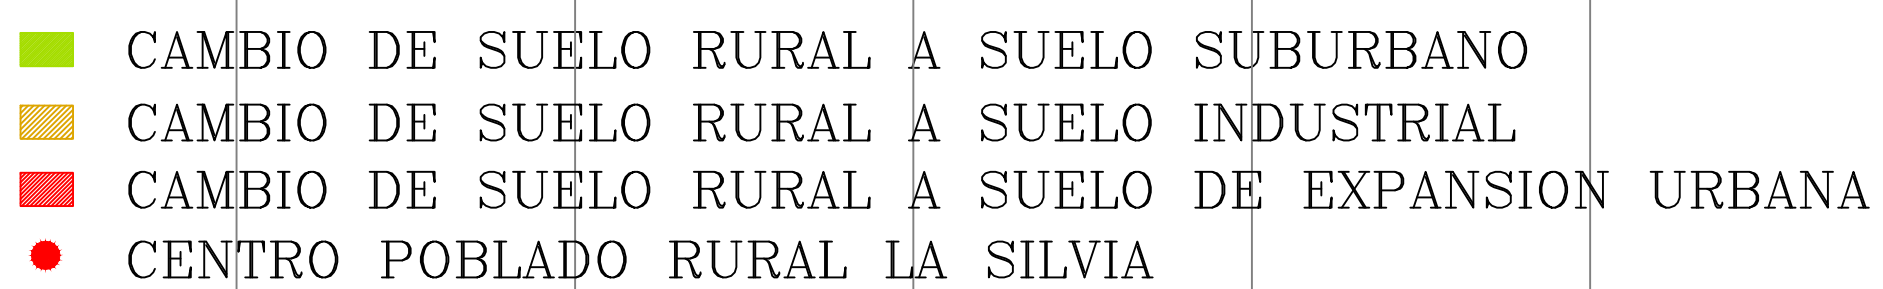 CAMBIO DE SUELO RURAL A SUELO SUBURBANO
CAMBIO DE SUELO RURAL A SUELO INDUSTRIAL
CAMBIO DE SUELO RURAL A SUELO DE EXPANSION URBANA
CENTRO POBLADO RURAL LA SILVIA